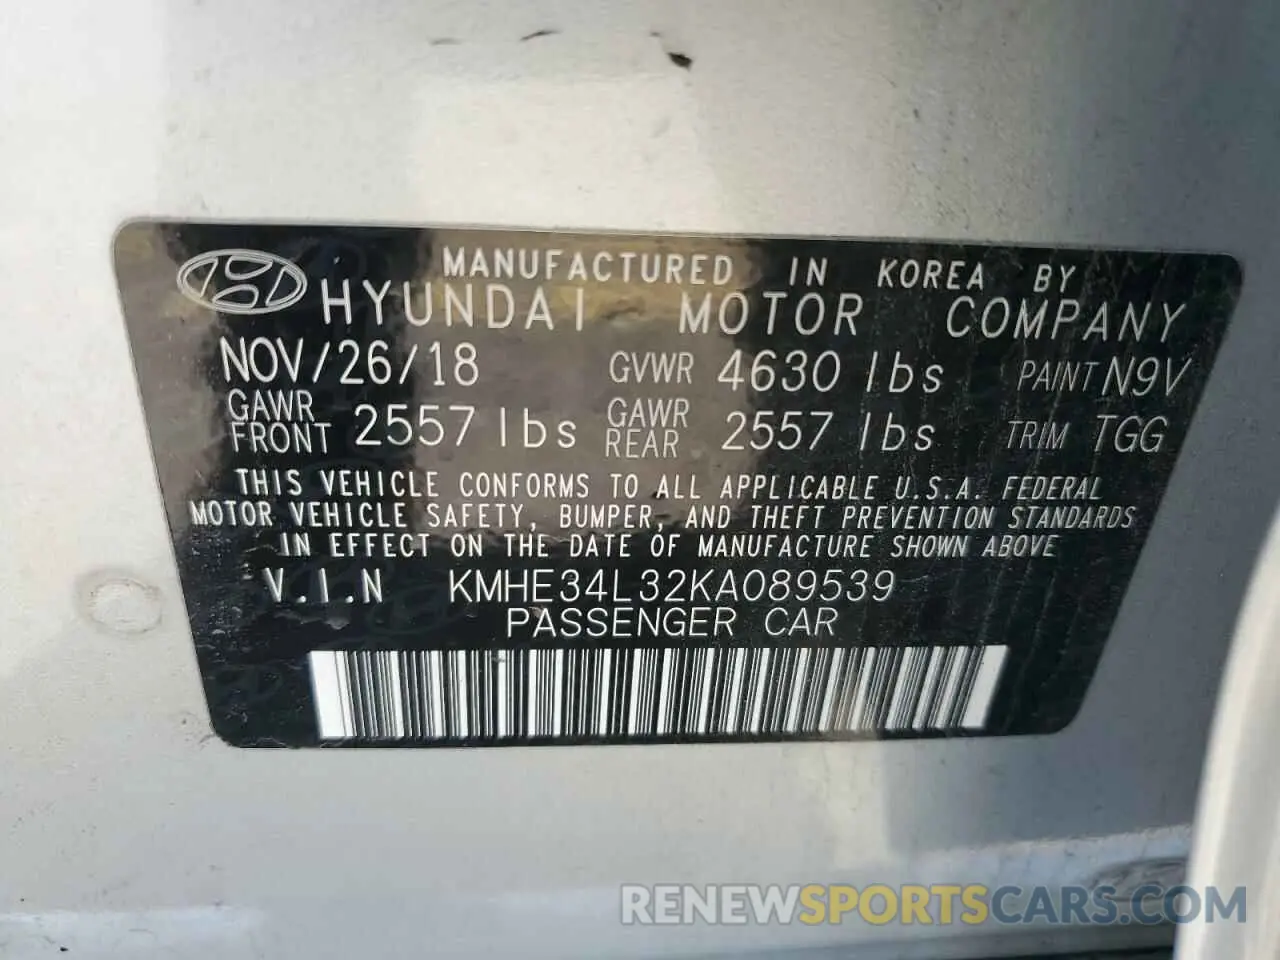 MANUFACTURED IN KOREA BY
HYUNDAI MOTOR COMPANY
NOV/26/18 GVWR 4630 lbs PAINT N9V
GAWR FRONT 2557 lbs GAWR REAR 2557 lbs TRIM TGG
THIS VEHICLE CONFORMS TO ALL APPLICABLE U.S.A. FEDERAL
MOTOR VEHICLE SAFETY, BUMPER, AND THEFT PREVENTION STANDARDS
IN EFFECT ON THE DATE OF MANUFACTURE SHOWN ABOVE
V.I.N KMHE34L32KA089539
PASSENGER CAR
RENEWSPORTSCARS.COM